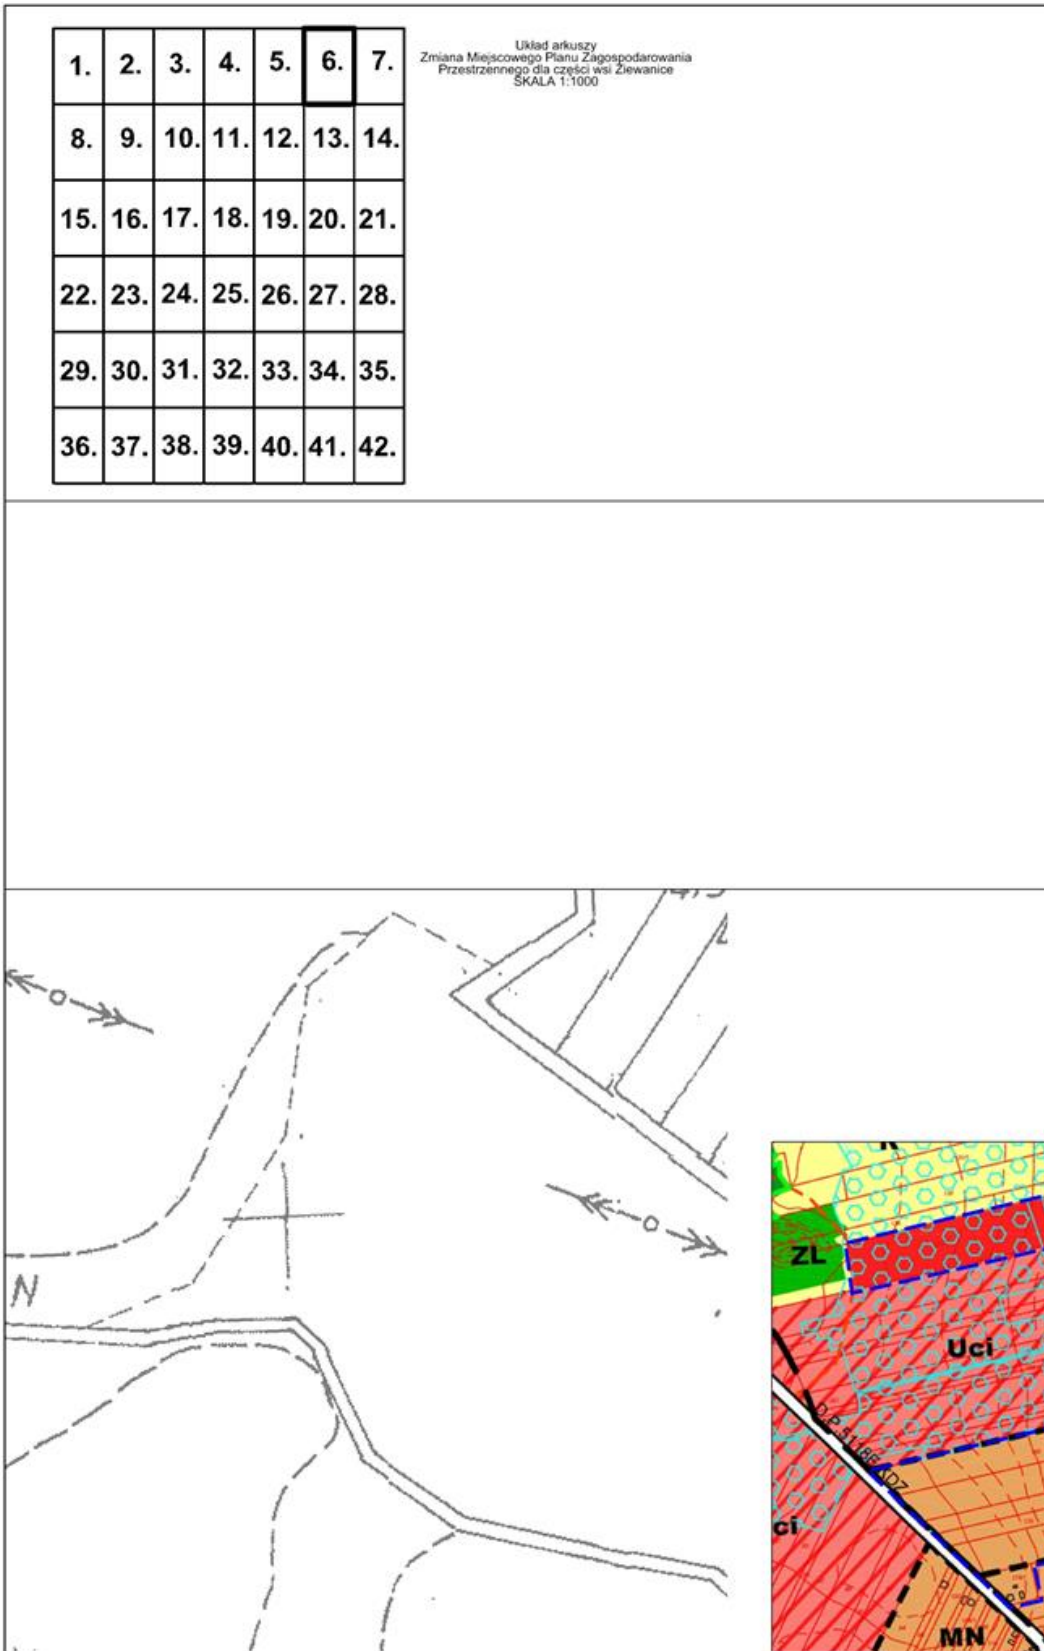 1. 2. 3. 4. 5. 6. 7.
8. 9. 10. 11. 12. 13. 14.
15. 16. 17. 18. 19. 20. 21.
22. 23. 24. 25. 26. 27. 28.
29. 30. 31. 32. 33. 34. 35.
36. 37. 38. 39. 40. 41. 42.
Układ arkuszy
Zmiana Miejscowego Planu Zagospodarowania
Przestrzennego dla części wsi Ziewanice
SKALA 1:1000
N
ZL
Uci
D.P. 5118E KDZ
ci
MN